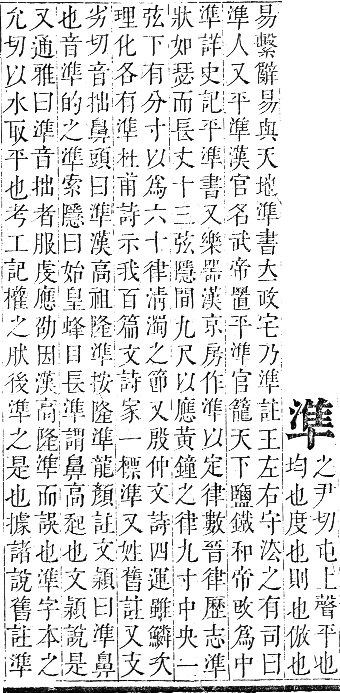 準
之尹切屯上聲平也
均也度也則也倣也
易繫辭易與天地準書立政宅乃準註王左右守法之有司曰
準人又平準漢官名武帝置平準官籠天下鹽鐵和帝改爲中
準詳史記平準書又樂器漢京房作準以定律數晉律歷志準
狀如瑟而長丈十三弦隱間九尺以應黃鐘之律九寸中央一
弦下有分寸以爲六十律淸濁之節又殷仲文詩四運雖鱗次
理化各有準杜甫詩示我百篇文詩家一標準又姓舊註又支
劣切音拙鼻頭曰準漢高祖隆準按隆準龍顏註文穎曰準鼻
也音準的之準索隱曰始皇蜂目長準謂鼻高起也文穎說是
又通雅曰準音拙者服虔應劭因漢高隆準而誤也準字本之
允切以水取平也考工記權之肰後準之是也據諸說舊註準